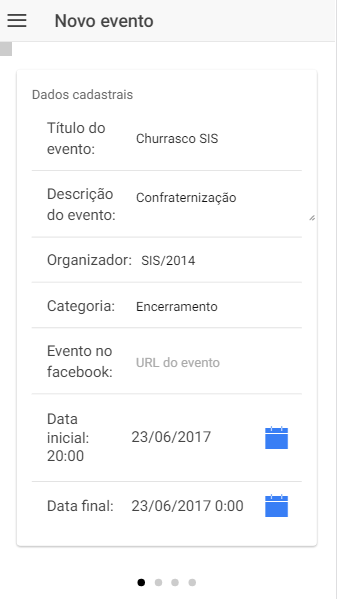 Novo evento
Dados cadastrais
Título do
evento:
Churrasco SIS
Descrição
do evento:
Confraternização
Organizador: SIS/2014
Categoria: Encerramento
Evento no
facebook:
URL do evento
Data
inicial:
20:00
23/06/2017
Data final: 23/06/2017 0:00